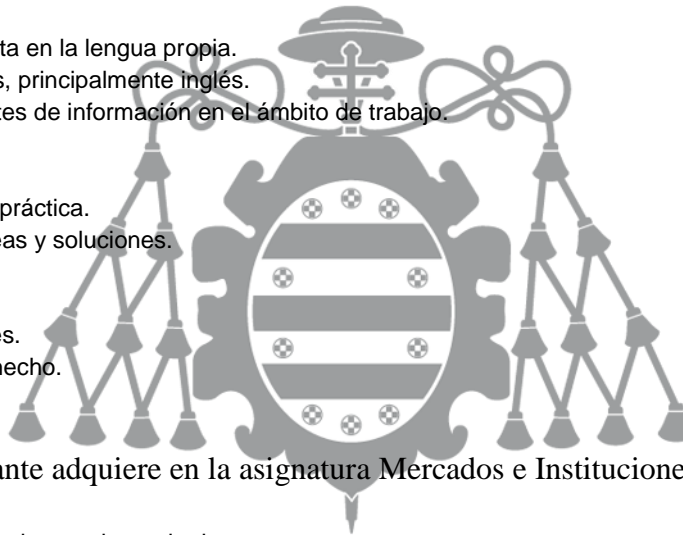 ta en la lengua propia.
s, principalmente inglés.
tes de información en el ámbito de trabajo.
práctica.
eas y soluciones.
es.
hecho.
ante adquiere en la asignatura Mercados e Institucione